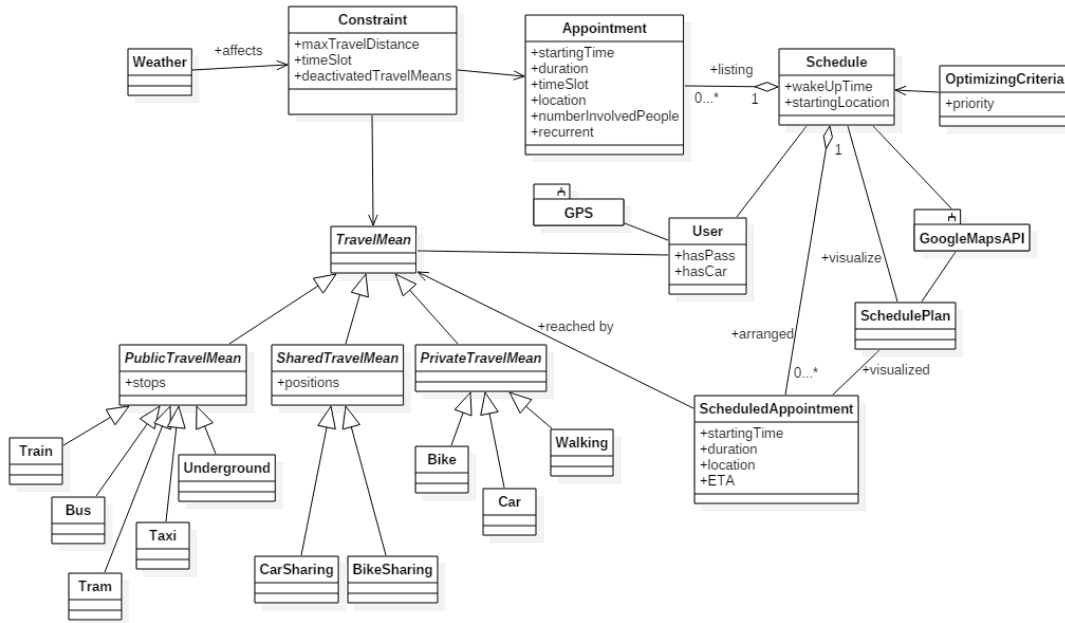 Constraint
+maxTravelDistance
+timeSlot
+deactivatedTravelMeans
Appointment
+startingTime
+duration
+timeSlot
+location
+numberInvolvedPeople
+recurrent
Weather
+affects
+listing
0...*
1
Schedule
+wakeUpTime
+startingLocation
OptimizingCriteria
+priority
1
GPS
User
+hasPass
+hasCar
GoogleMapsAPI
TravelMean
+visualize
SchedulePlan
+reached by
+arranged
+visualized
0...*
PublicTravelMean
+stops
SharedTravelMean
+positions
PrivateTravelMean
ScheduledAppointment
+startingTime
+duration
+location
+ETA
Train
Underground
Bike
Walking
Bus
Taxi
Car
Tram
CarSharing
BikeSharing